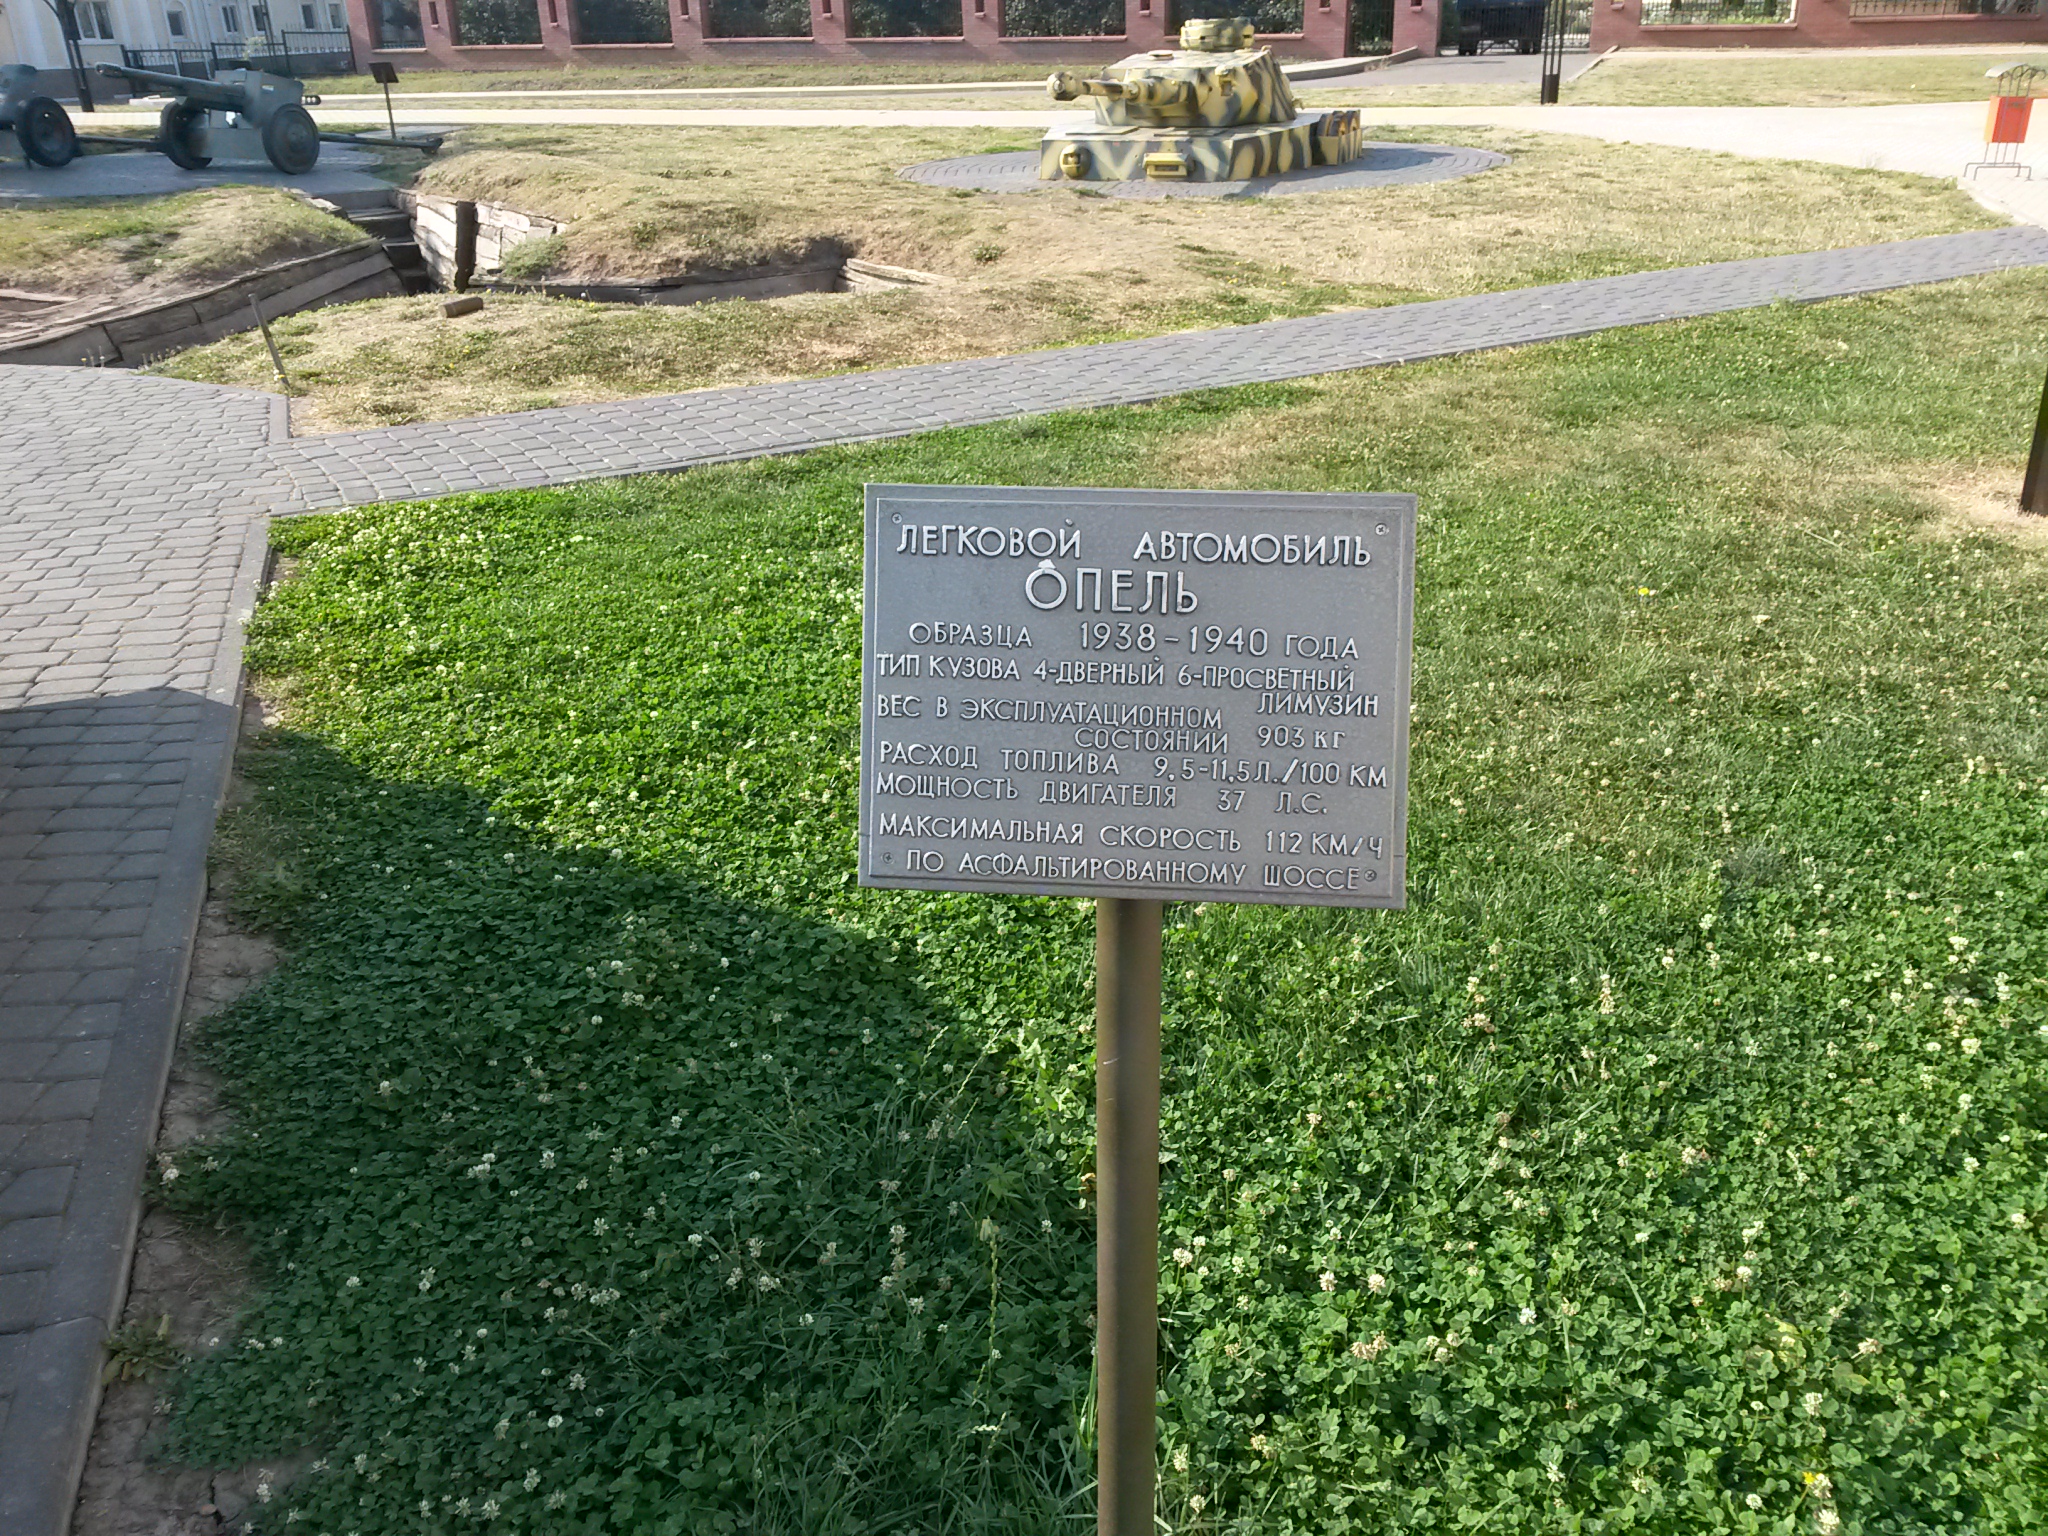 ЛЕГКОВОЙ АВТОМОБИЛЬ
ОПЕЛЬ
ОБРАЗЦА 1938-1940 ГОДА
ТИП КУЗОВА 4-ДВЕРНЫЙ 6-ПРОСВЕТНЫЙ
ЛИМУЗИН
ВЕС В ЭКСПЛУАТАЦИОННОМ
СОСТОЯНИИ 903 КГ
РАСХОД ТОПЛИВА 9,5-11,5Л./100 КМ
МОЩНОСТЬ ДВИГАТЕЛЯ 37 Л.С.
МАКСИМАЛЬНАЯ СКОРОСТЬ 112 КМ/Ч
ПО АСФАЛЬТИРОВАННОМУ ШОССЕ